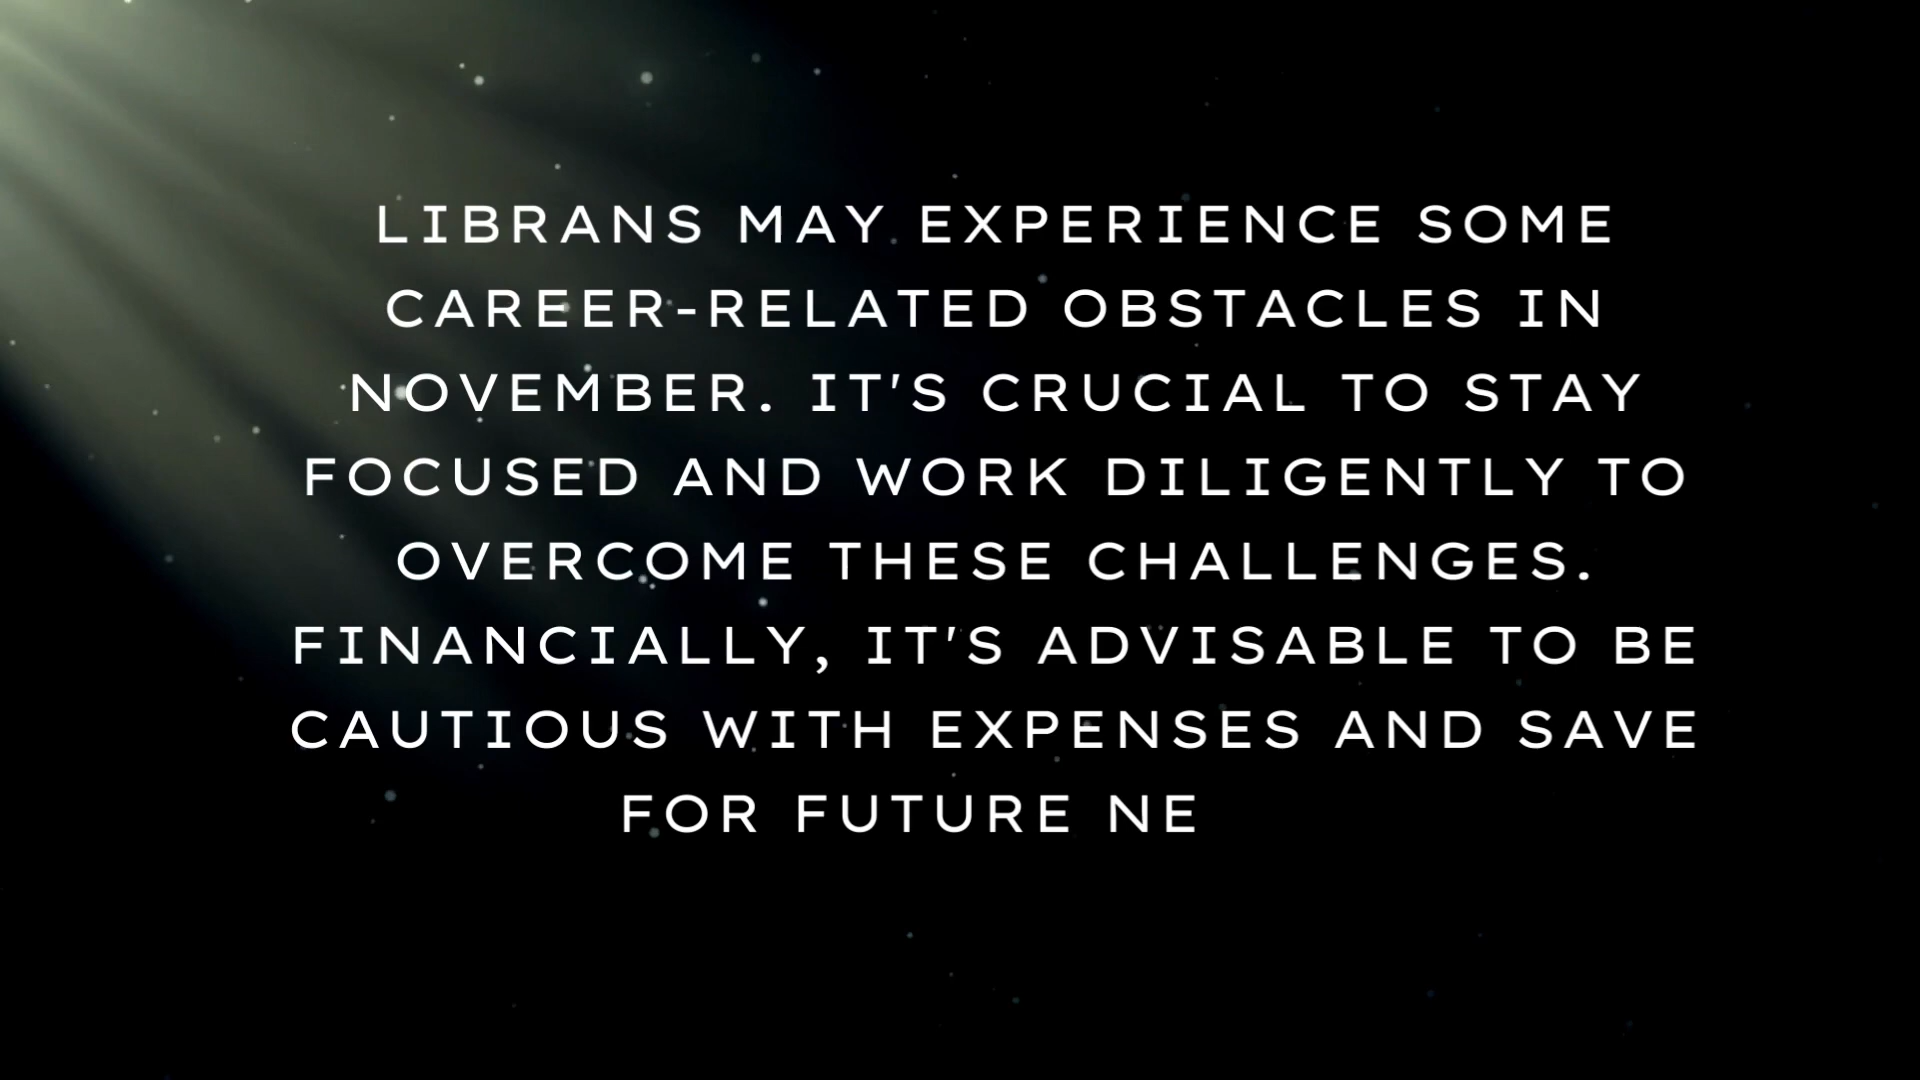 LIBRANS MAY EXPERIENCE SOME
CAREER-RELATED OBSTACLES IN
NOVEMBER. IT'S CRUCIAL TO STAY
FOCUSED AND WORK DILIGENTLY TO
OVERCOME THESE CHALLENGES.
FINANCIALLY, IT'S ADVISABLE TO BE
CAUTIOUS WITH EXPENSES AND SAVE
FOR FUTURE NE